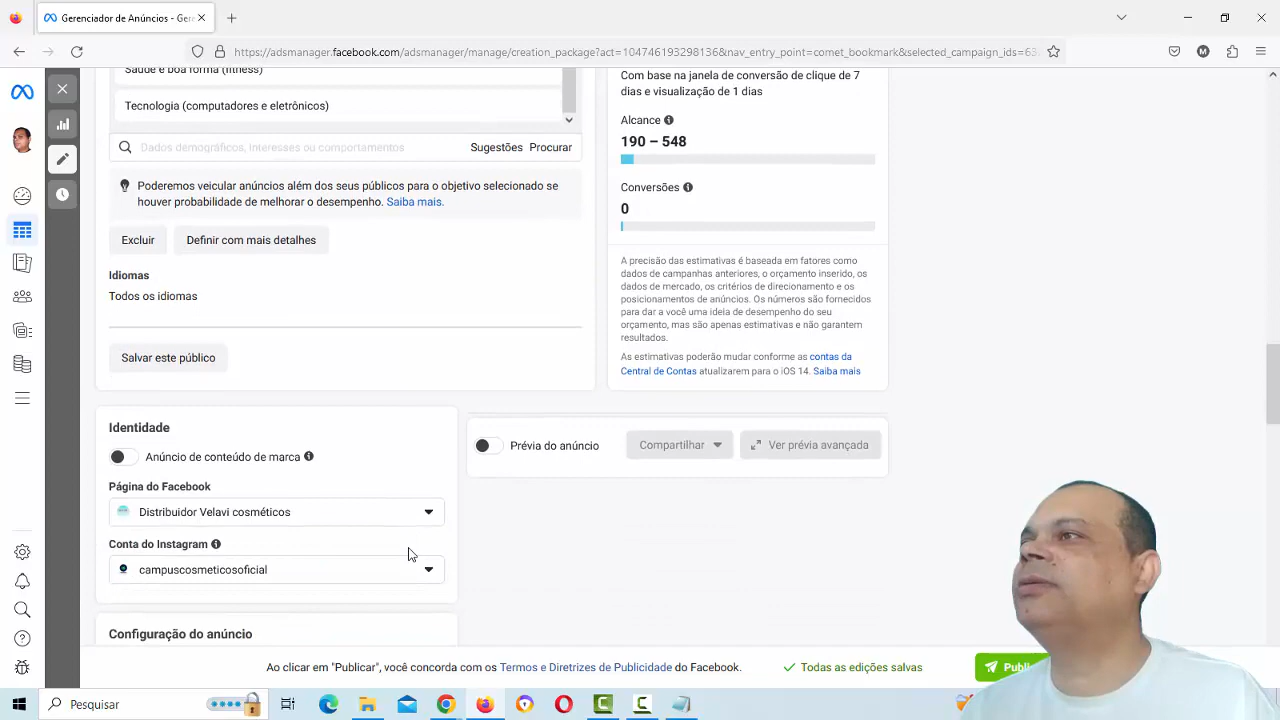 Gerenciador de Anúncios - Gere
https://adsmanager.facebook.com/adsmanager/manage/creation_package?act=104746193298136&nav_entry_point=comet_bookmark&selected_campaign_ids=63
Saúde e boa forma (fitness)
Tecnologia (computadores e eletrônicos)
Dados demográficos, interesses ou comportamentos
Sugestões
Procurar
Poderemos veicular anúncios além dos seus públicos para o objetivo selecionado se
houver probabilidade de melhorar o desempenho. Saiba mais.
Excluir
Definir com mais detalhes
Idiomas
Todos os idiomas
Salvar este público
Com base na janela de conversão de clique de 7
dias e visualização de 1 dias
Alcance
190 – 548
Conversões
0
A precisão das estimativas é baseada em fatores como
dados de campanhas anteriores, o orçamento inserido, os
dados de mercado, os critérios de direcionamento e os
posicionamentos de anúncios. Os números são fornecidos
para dar a você uma ideia de desempenho do seu
orçamento, mas são apenas estimativas e não garantem
resultados.
As estimativas poderão mudar conforme as contas da
Central de Contas atualizarem para o iOS 14. Saiba mais
Identidade
Anúncio de conteúdo de marca
Página do Facebook
Distribuidor Velavi cosméticos
Conta do Instagram
campuscosmeticosoficial
Prévia do anúncio
Compartilhar
Ver prévia avançada
Configuração do anúncio
Ao clicar em "Publicar", você concorda com os Termos e Diretrizes de Publicidade do Facebook.
Todas as edições salvas
Publi
Pesquisar